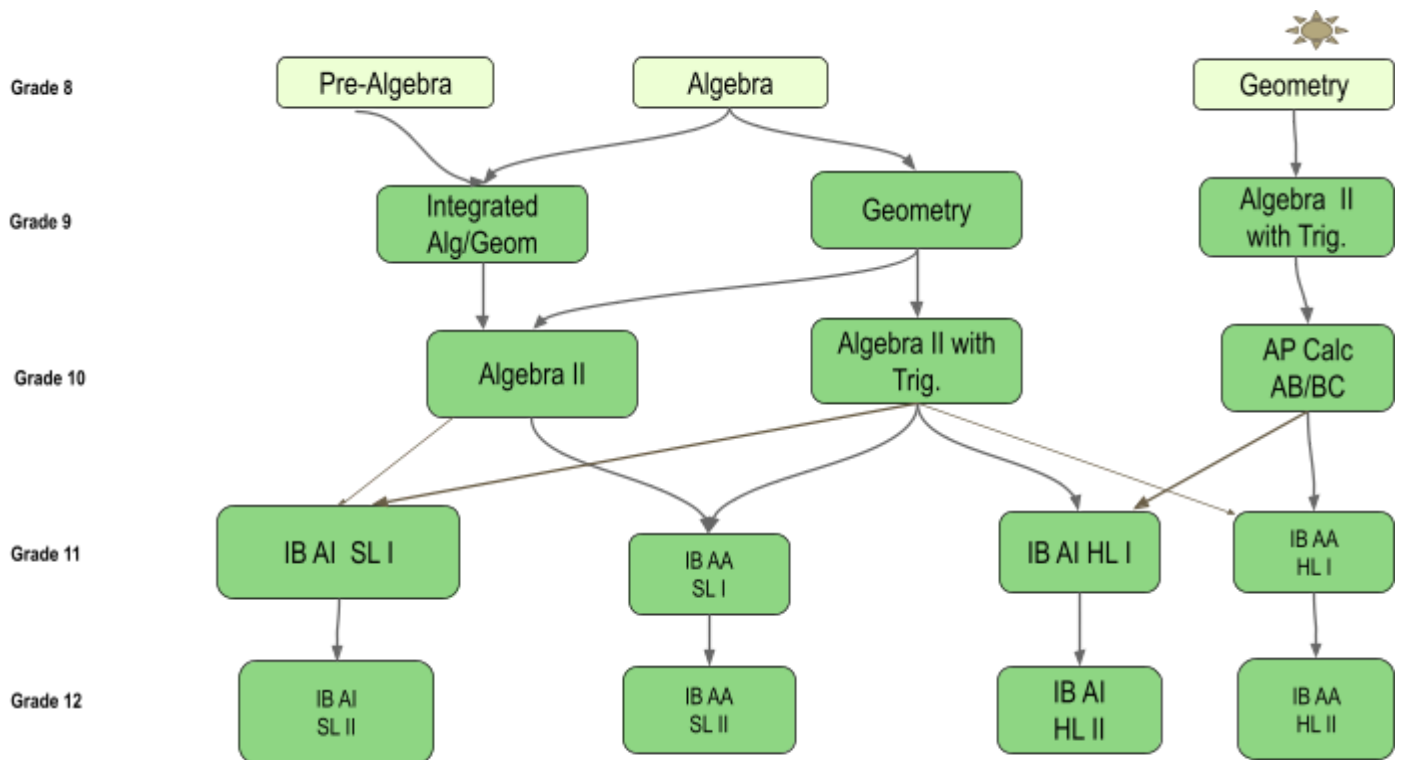 Grade 8
Pre-Algebra
Algebra
Geometry
Grade 9
Integrated
Alg/Geom
Geometry
Algebra II
with Trig.
Grade 10
Algebra II
Algebra II with
Trig.
AP Calc
AB/BC
Grade 11
IB AI SL I
IB AA
SL I
IB AI HL I
IB AA
HL I
Grade 12
IB AI
SL II
IB AA
SL II
IB AI
HL II
IB AA
HL II